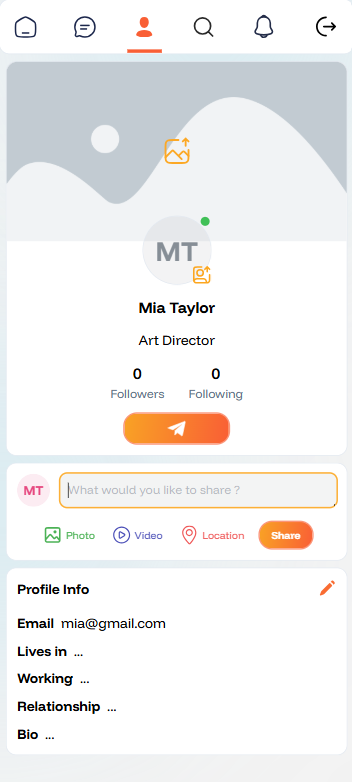 MT
Mia Taylor
Art Director
0 0
Followers Following
MT What would you like to share ?
Photo Video Location Share
Profile Info
Email mia@gmail.com
Lives in ...
Working ...
Relationship ...
Bio ...